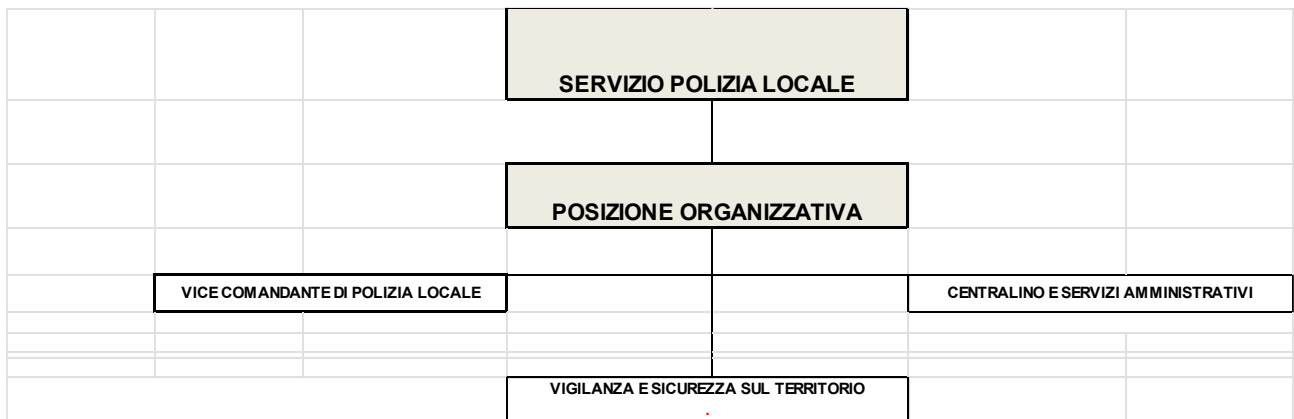 SERVIZIO POLIZIA LOCALE
POSIZIONE ORGANIZZATIVA
VICE COMANDANTE DI POLIZIA LOCALE
CENTRALINO E SERVIZI AMMINISTRATIVI
VIGILANZA E SICUREZZA SUL TERRITORIO
.